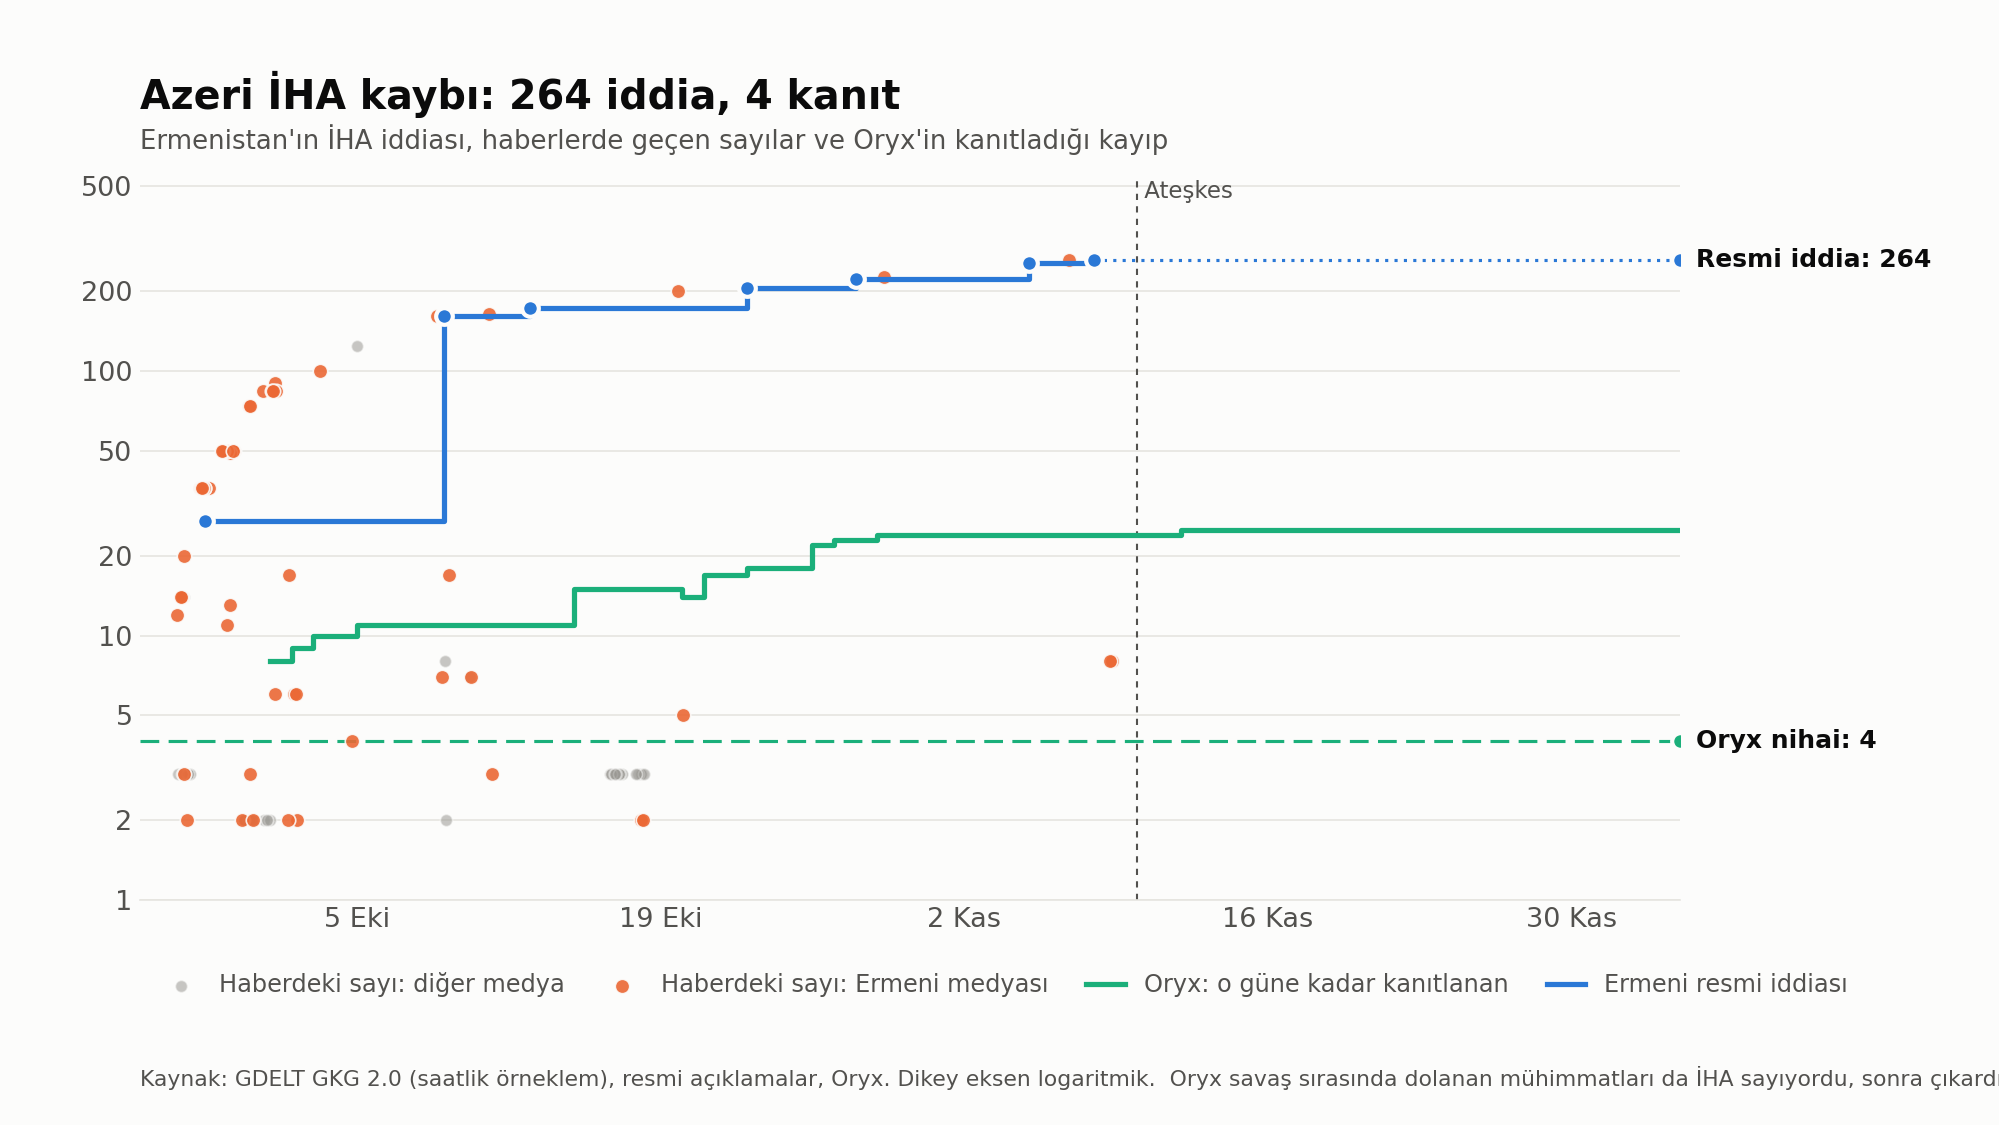 Azeri İHA kaybı: 264 iddia, 4 kanıt
Ermenistan'ın İHA iddiası, haberlerde geçen sayılar ve Oryx'in kanıtladığı kayıp
500
200
100
50
20
10
5
2
1
Ateşkes
Resmi iddia: 264
Oryx nihai: 4
5 Eki
19 Eki
2 Kas
16 Kas
30 Kas
Haberdeki sayı: diğer medya
Haberdeki sayı: Ermeni medyası
Oryx: o güne kadar kanıtlanan
Ermeni resmi iddiası
Kaynak: GDELT GKG 2.0 (saatlik örneklem), resmi açıklamalar, Oryx. Dikey eksen logaritmik.  Oryx savaş sırasında dolanan mühimmatları da İHA sayıyordu, sonra